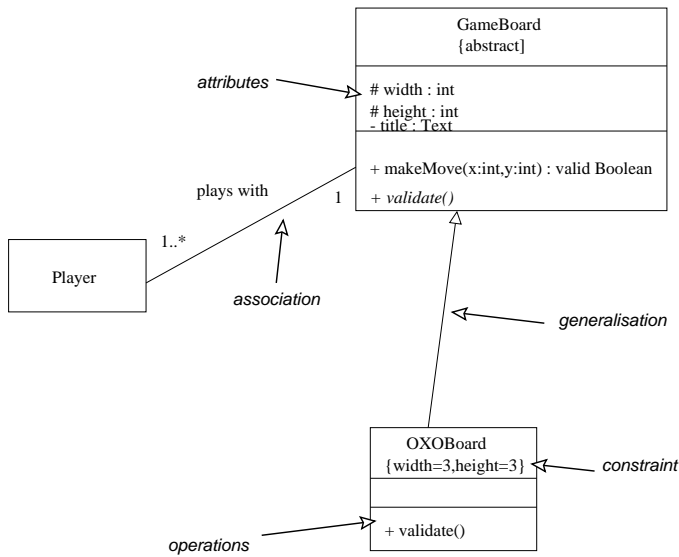 GameBoard
{abstract]
attributes
# width : int
# height : int
- title : Text
+ makeMove(x:int,y:int) : valid Boolean
+ validate()
plays with
1
1..*
Player
association
generalisation
OXOBoard
{width=3,height=3}
constraint
+ validate()
operations